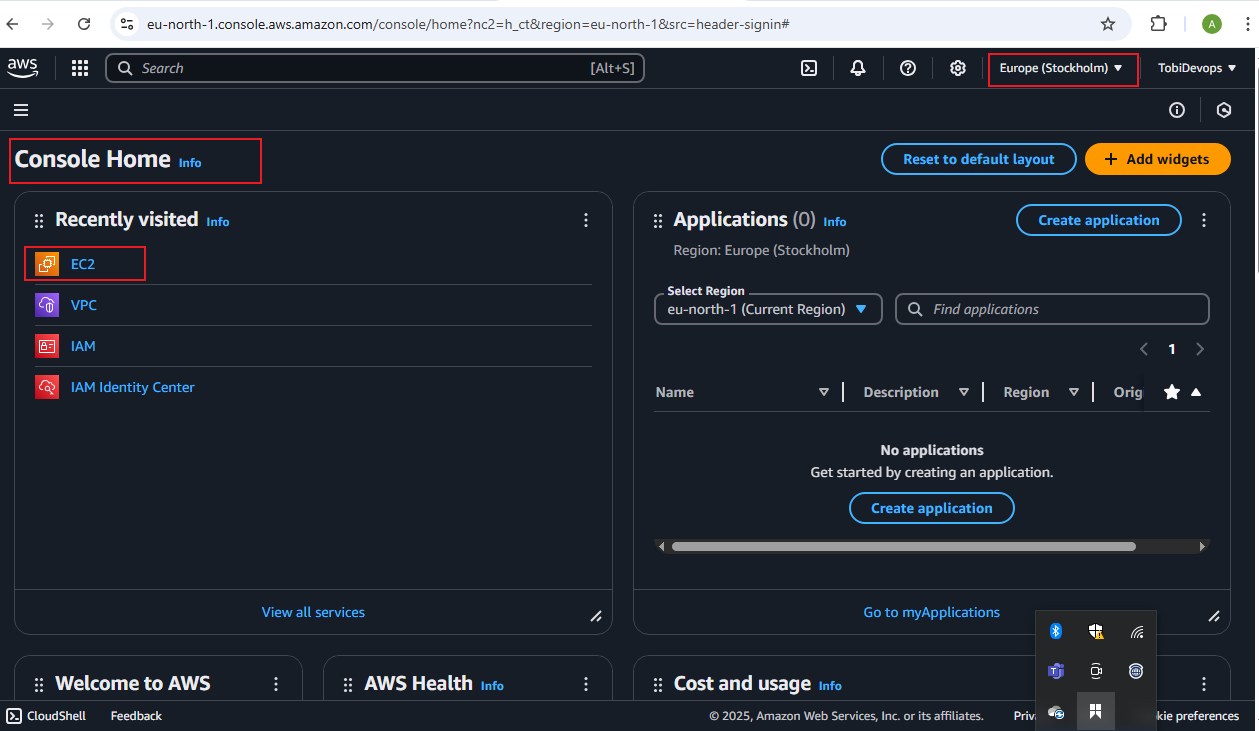 eu-north-1.console.aws.amazon.com/console/home?nc2=h_ct&region=eu-north-1&src=header-signin#
A
aws
Search
[Alt+S]
Europe (Stockholm)
TobiDevops
Console Home Info
Reset to default layout
+ Add widgets
Recently visited Info
EC2
VPC
IAM
IAM Identity Center
View all services
Applications (0) Info
Create application
Region: Europe (Stockholm)
Select Region
eu-north-1 (Current Region)
Find applications
1
Name
Description
Region
Orig
No applications
Get started by creating an application.
Create application
Go to myApplications
Welcome to AWS
AWS Health Info
Cost and usage Info
CloudShell
Feedback
© 2025, Amazon Web Services, Inc. or its affiliates.
Priv
kie preferences